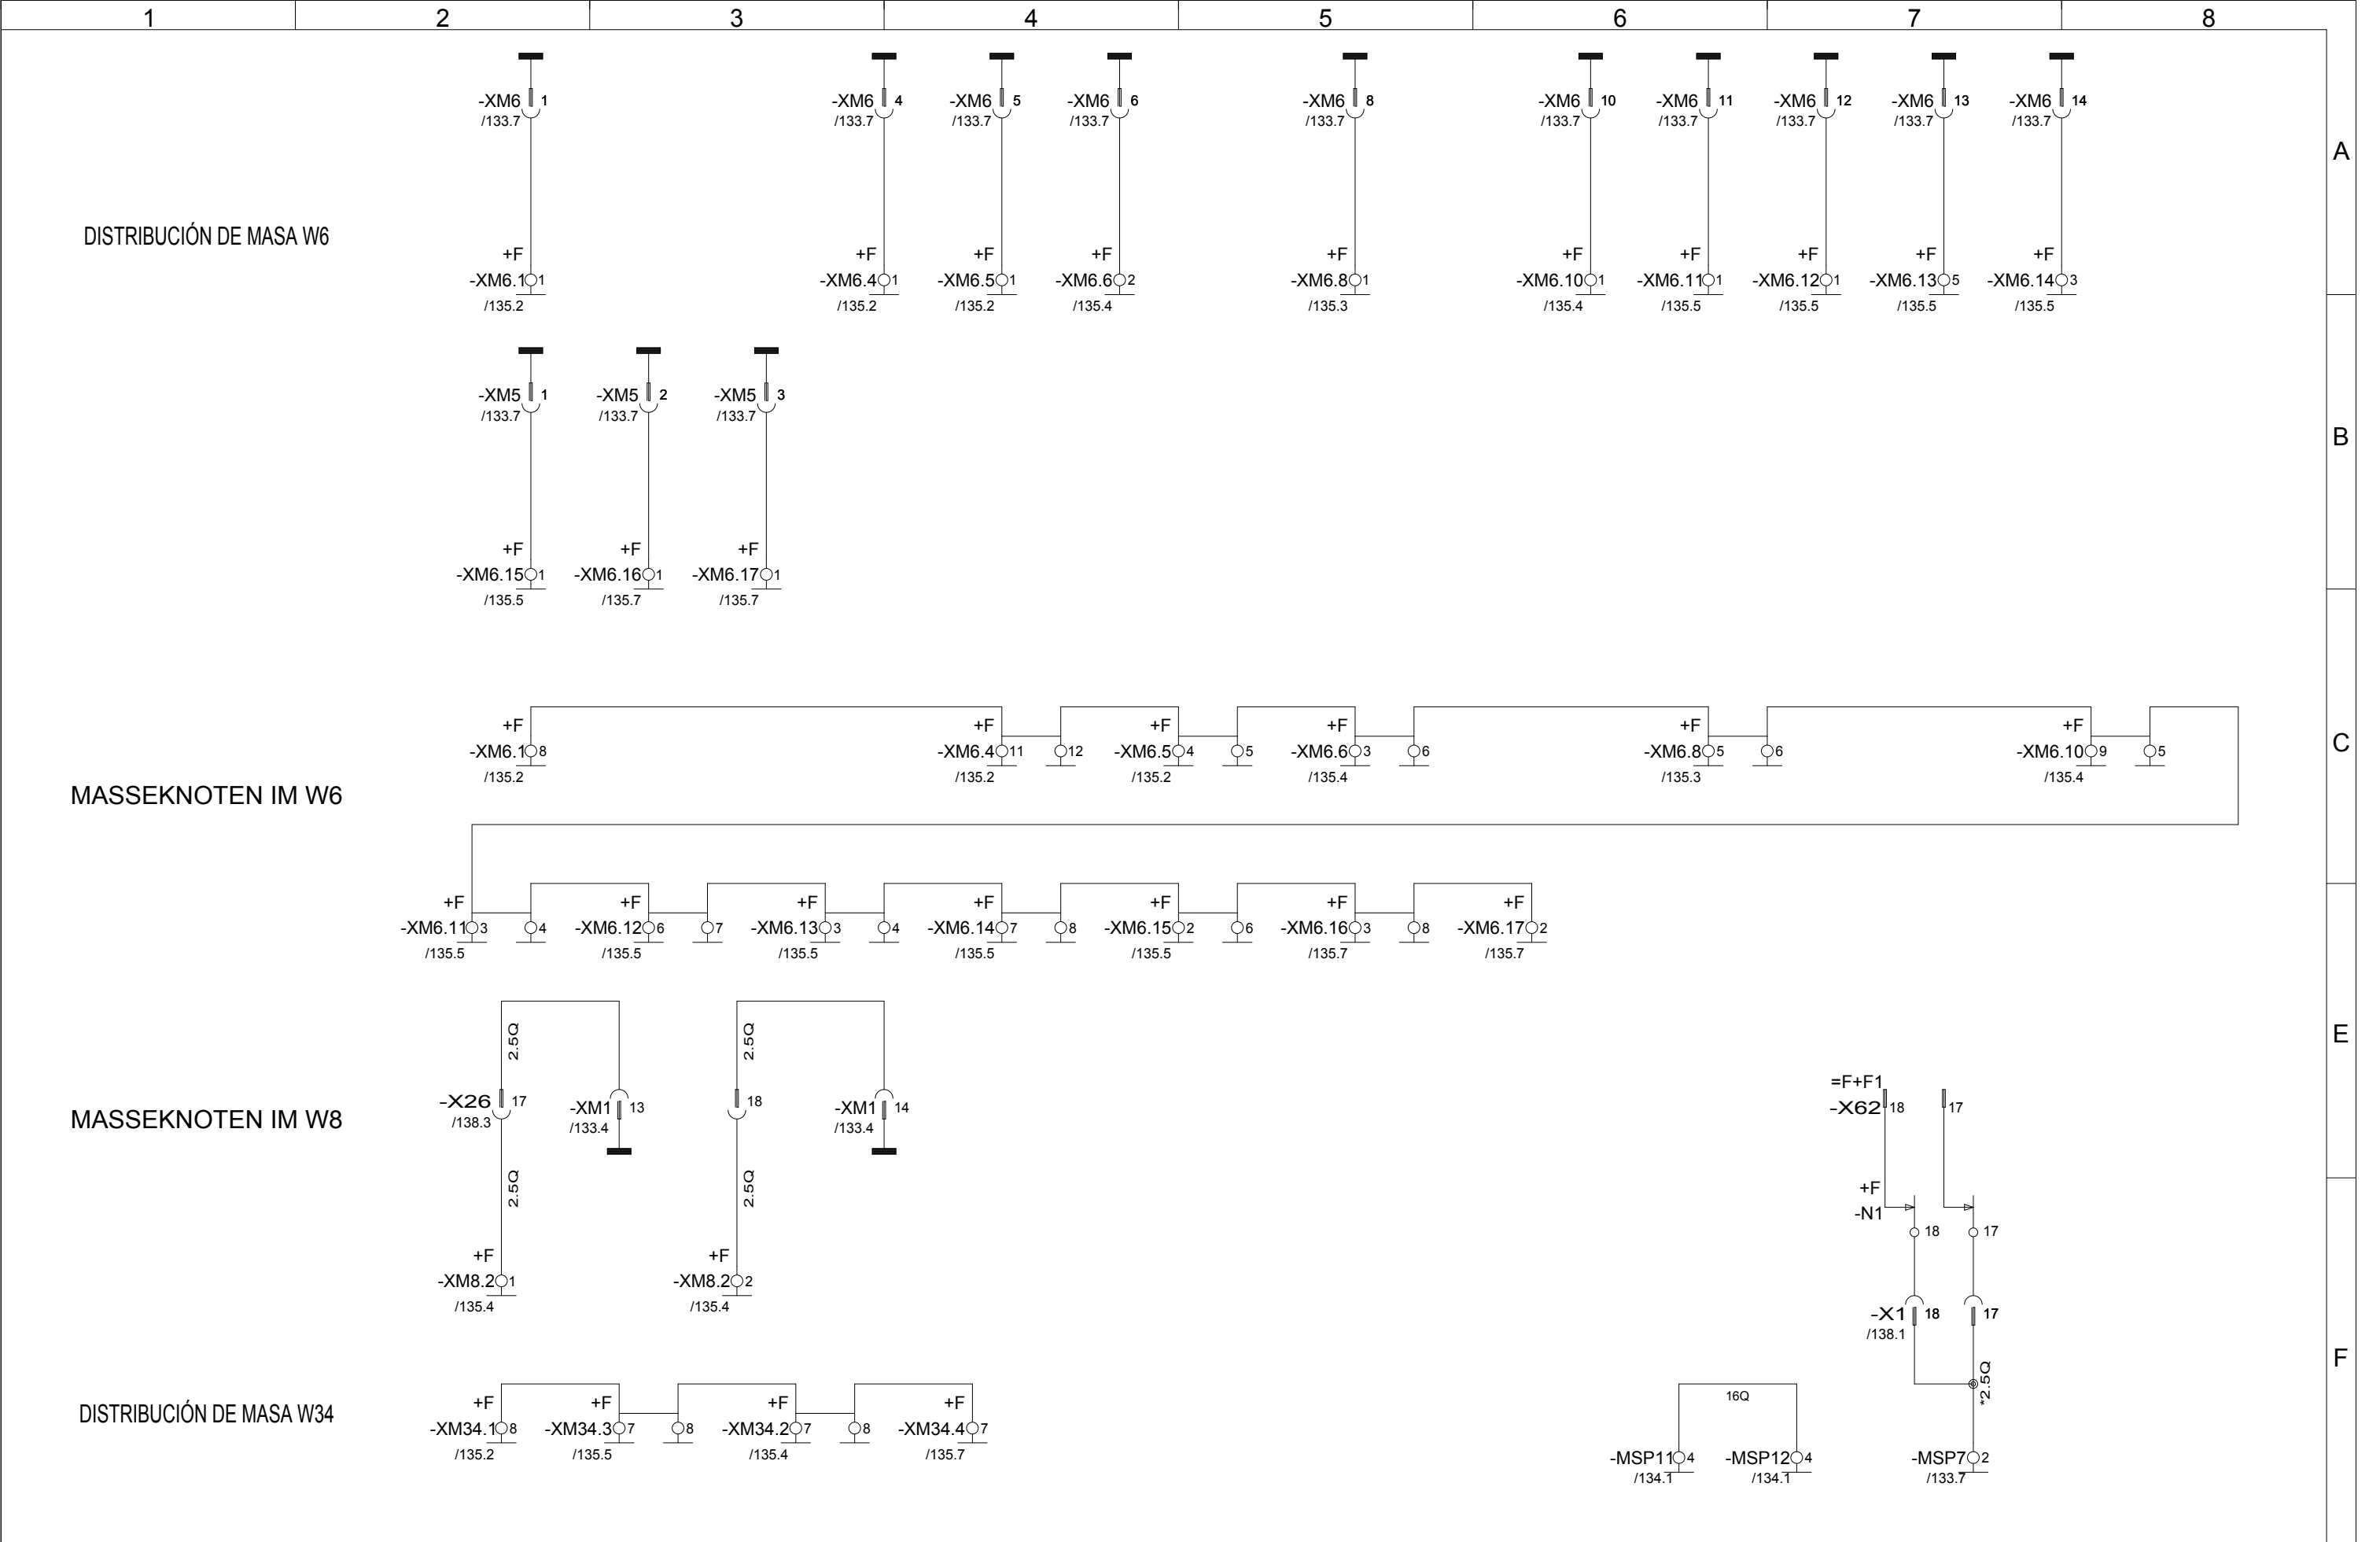 1 2 3 4 5 6 7 8
-XM6 1 -XM6 4 -XM6 5 -XM6 6 -XM6 8 -XM6 10 -XM6 11 -XM6 12 -XM6 13 -XM6 14
/133.7 /133.7 /133.7 /133.7 /133.7 /133.7 /133.7 /133.7 /133.7 /133.7
A
DISTRIBUCIÓN DE MASA W6
+F +F +F +F +F +F +F +F +F +F
-XM6.1 1 -XM6.4 1 -XM6.5 1 -XM6.6 2 -XM6.8 1 -XM6.10 1 -XM6.11 1 -XM6.12 1 -XM6.13 5 -XM6.14 3
/135.2 /135.2 /135.2 /135.4 /135.3 /135.4 /135.5 /135.5 /135.5 /135.5
-XM5 1 -XM5 2 -XM5 3
/133.7 /133.7 /133.7
B
+F +F +F
-XM6.15 1 -XM6.16 1 -XM6.17 1
/135.5 /135.7 /135.7
+F +F +F +F +F +F
-XM6.1 8 -XM6.4 11 12 -XM6.5 4 5 -XM6.6 3 6 -XM6.8 5 6 -XM6.10 9 5
C
/135.2 /135.2 /135.2 /135.4 /135.3 /135.4
MASSEKNOTEN IM W6
+F +F +F +F +F +F +F
-XM6.11 3 4 -XM6.12 6 7 -XM6.13 3 4 -XM6.14 7 8 -XM6.15 2 6 -XM6.16 3 8 -XM6.17 2
/135.5 /135.5 /135.5 /135.5 /135.5 /135.7 /135.7
2.5Q 2.5Q
E
=F+F1
-X26 17 -XM1 13 18 -XM1 14 -X62 18 17
/138.3 /133.4 /133.4
MASSEKNOTEN IM W8
2.5Q 2.5Q
+F
-N1
18 17
+F +F
-XM8.2 1 -XM8.2 2
/135.4 /135.4
-X1 18 17
/138.1
F
*2.5Q
16Q
DISTRIBUCIÓN DE MASA W34
+F +F +F +F
-XM34.1 8 -XM34.3 7 8 -XM34.2 7 8 -XM34.4 7
/135.2 /135.5 /135.4 /135.7
-MSP11 4 -MSP12 4 -MSP7 2
/134.1 /134.1 /133.7